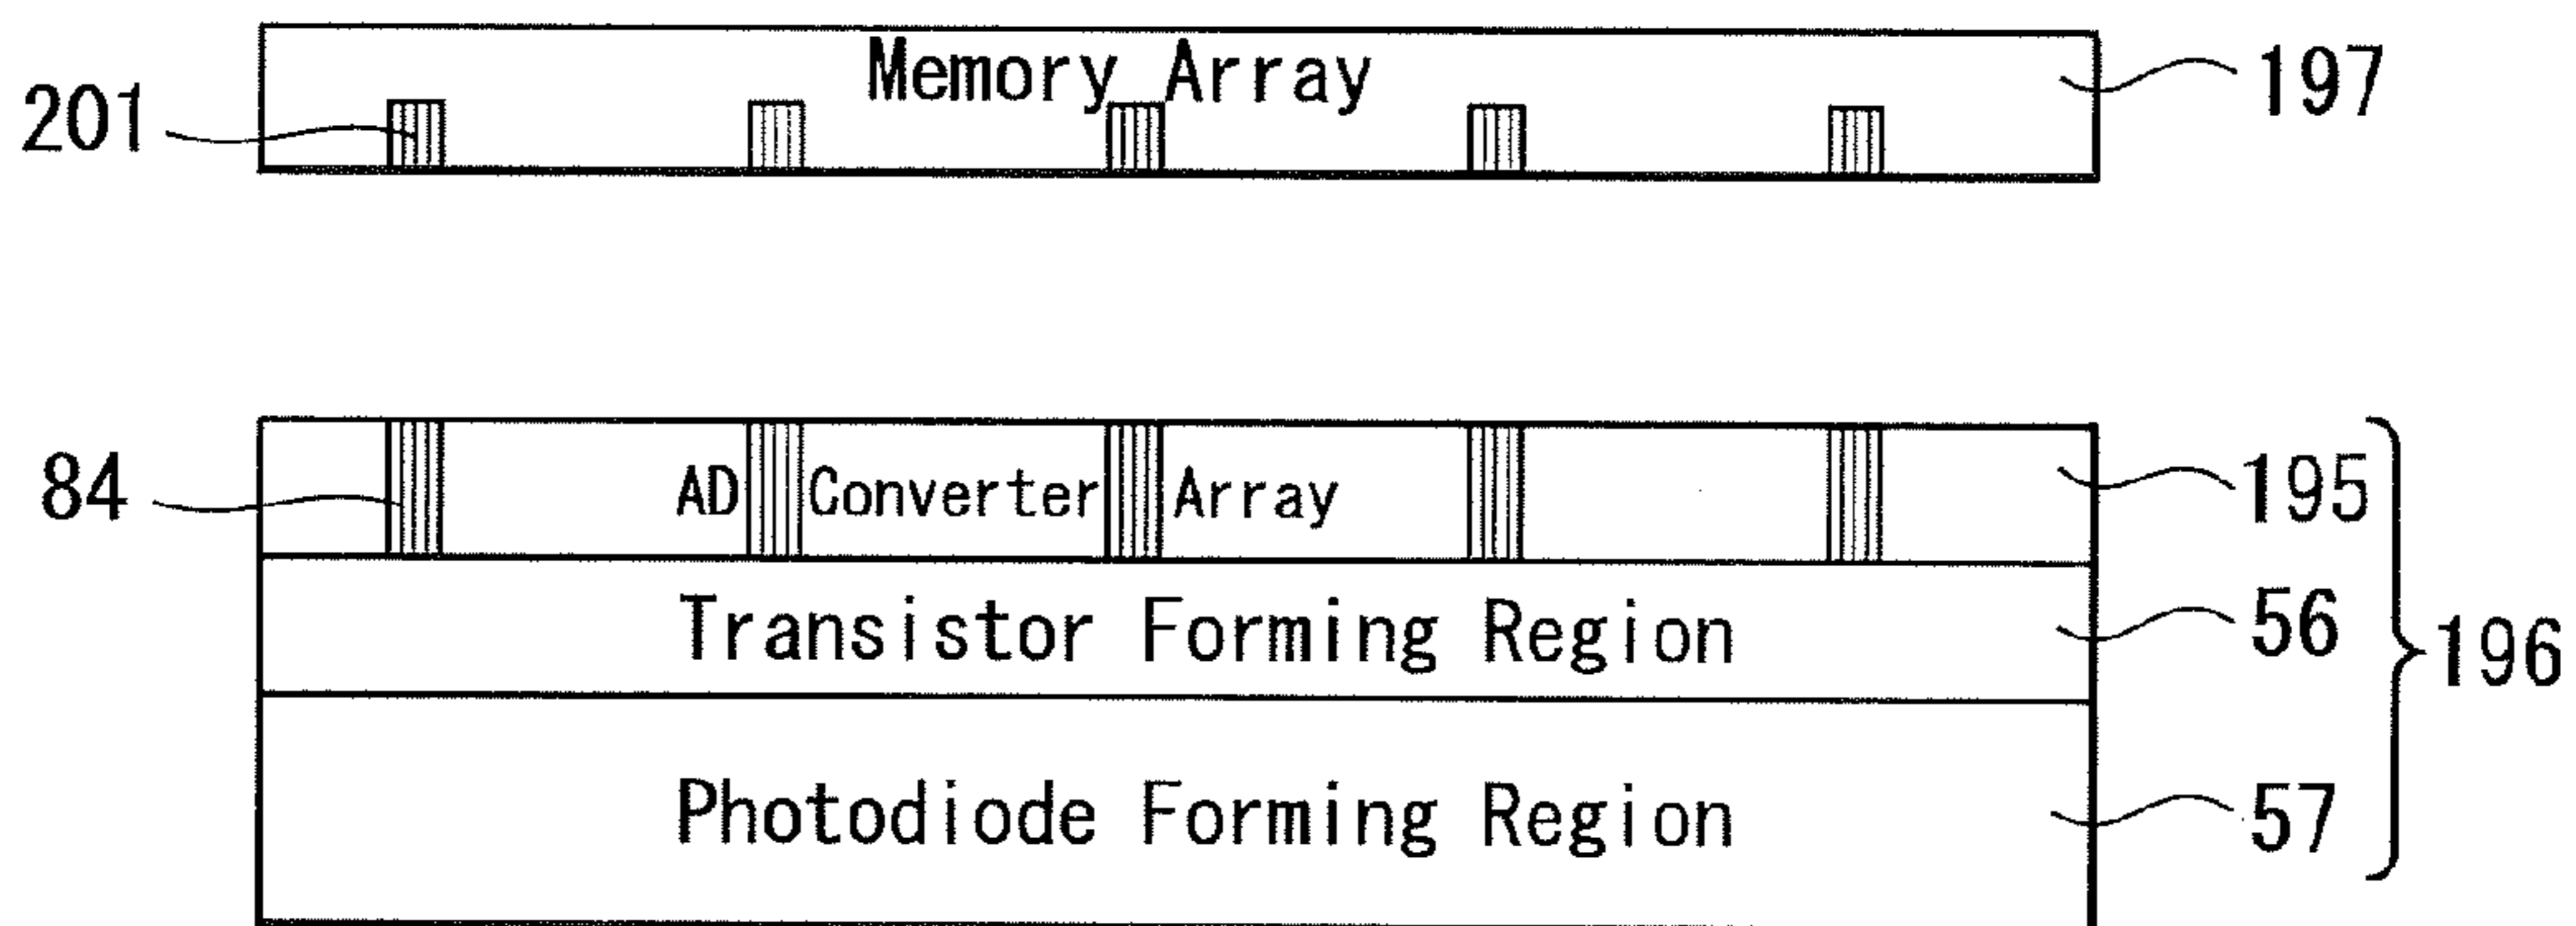 Memory Array
197
201
84
AD Converter Array
195
Transistor Forming Region
56
196
Photodiode Forming Region
57